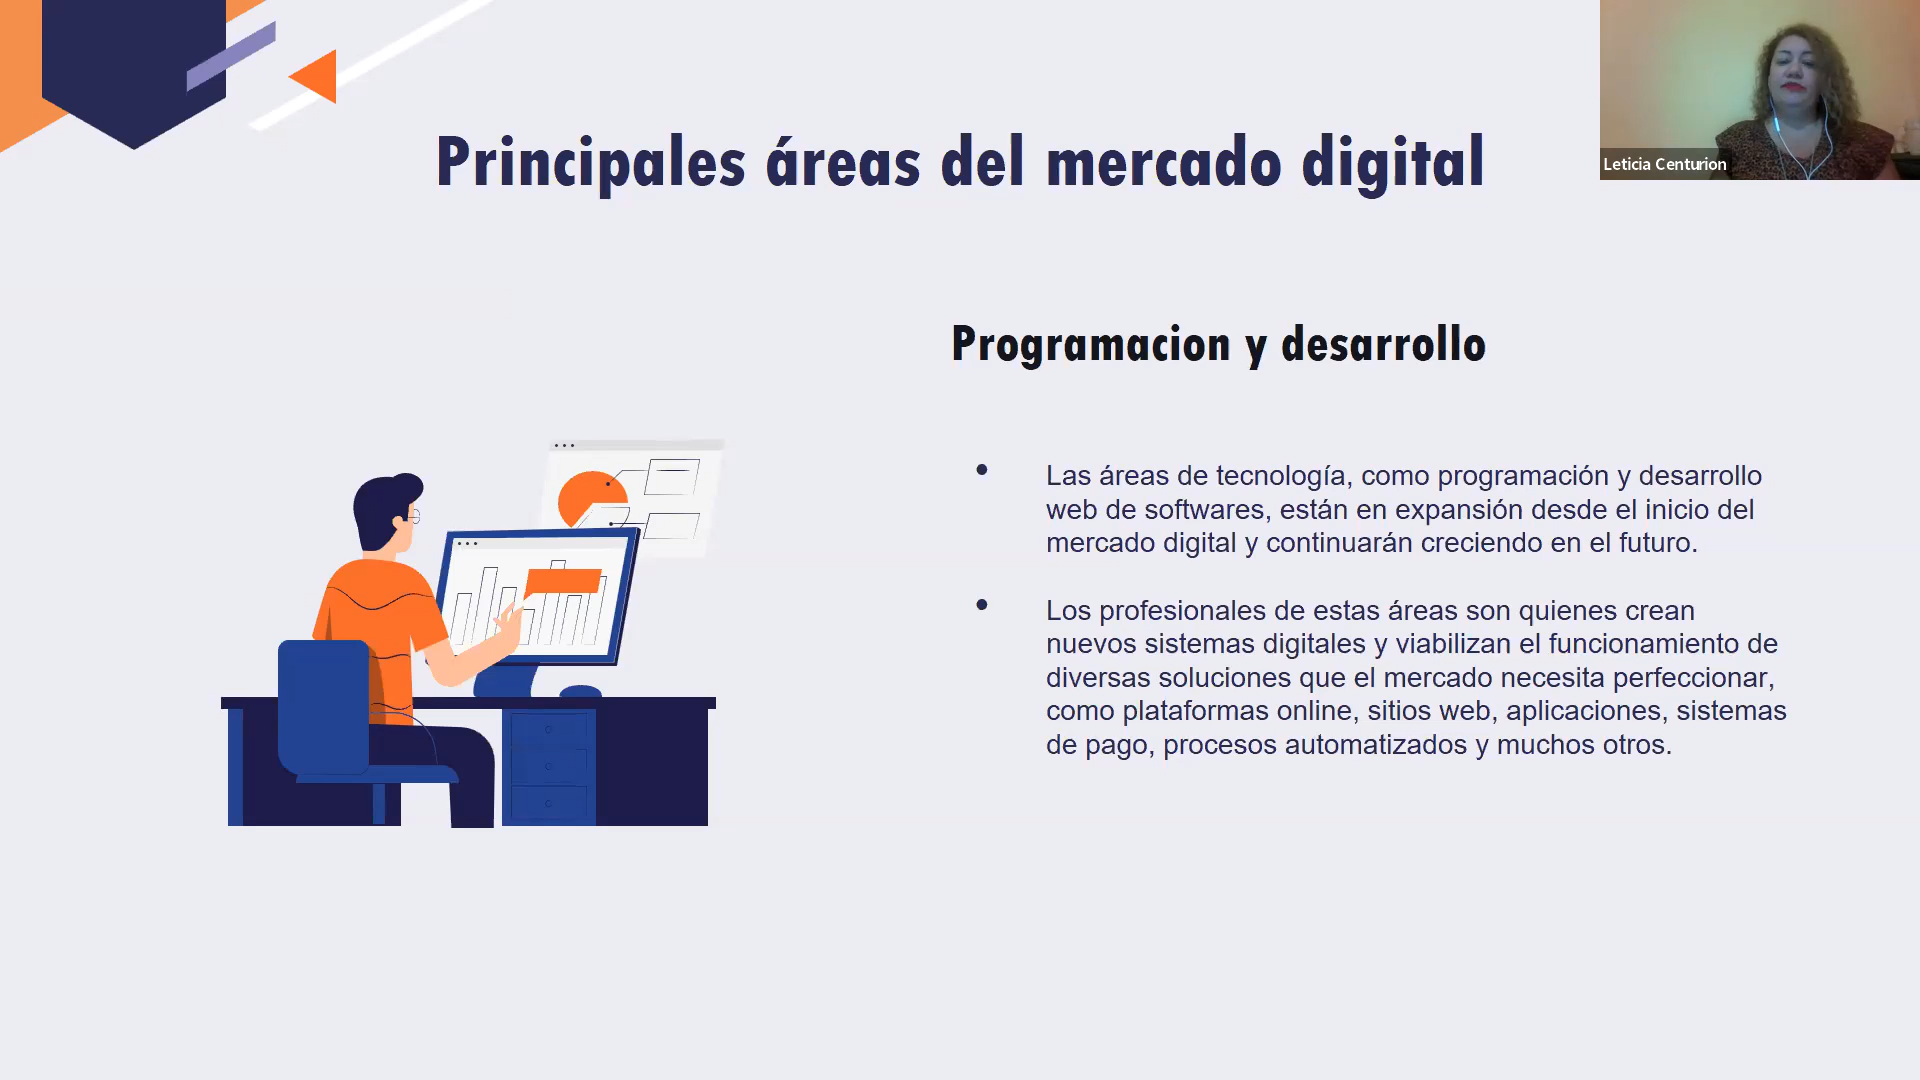 Principales áreas del mercado digital
Leticia Centurion
Programacion y desarrollo
• Las áreas de tecnología, como programación y desarrollo
web de softwares, están en expansión desde el inicio del
mercado digital y continuarán creciendo en el futuro.
• Los profesionales de estas áreas son quienes crean
nuevos sistemas digitales y viabilizan el funcionamiento de
diversas soluciones que el mercado necesita perfeccionar,
como plataformas online, sitios web, aplicaciones, sistemas
de pago, procesos automatizados y muchos otros.